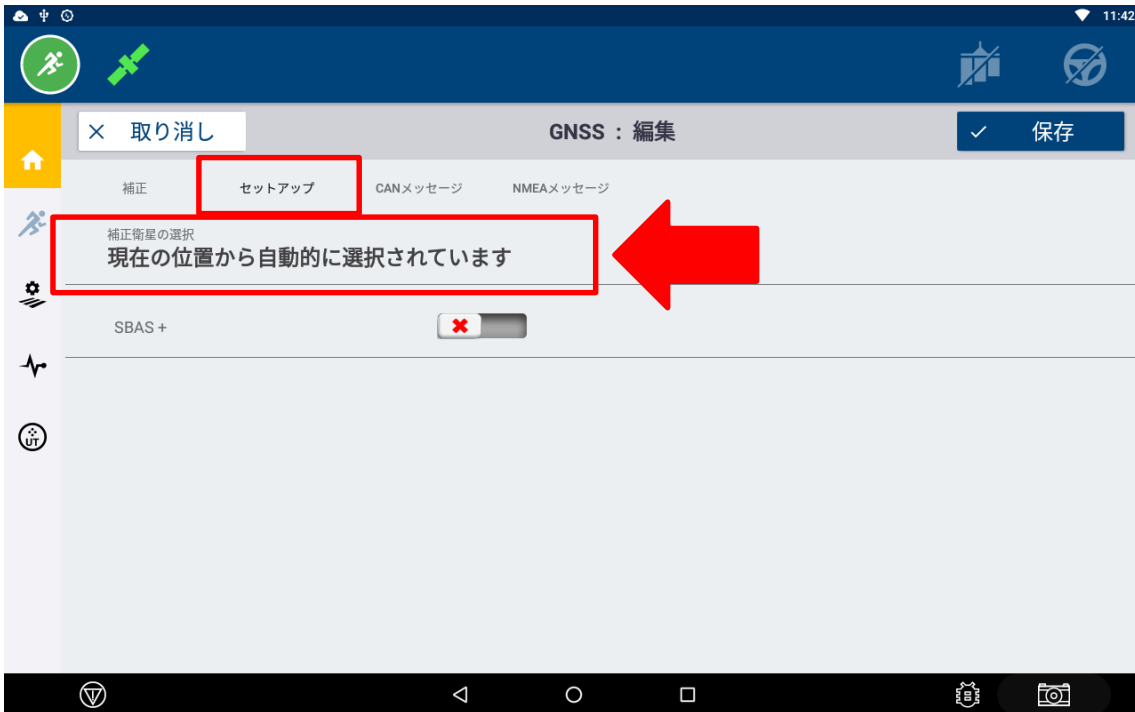 11:42
取り消し
GNSS : 編集
保存
補正
セットアップ
CANメッセージ
NMEAメッセージ
補正衛星の選択
現在の位置から自動的に選択されています
SBAS +
UT